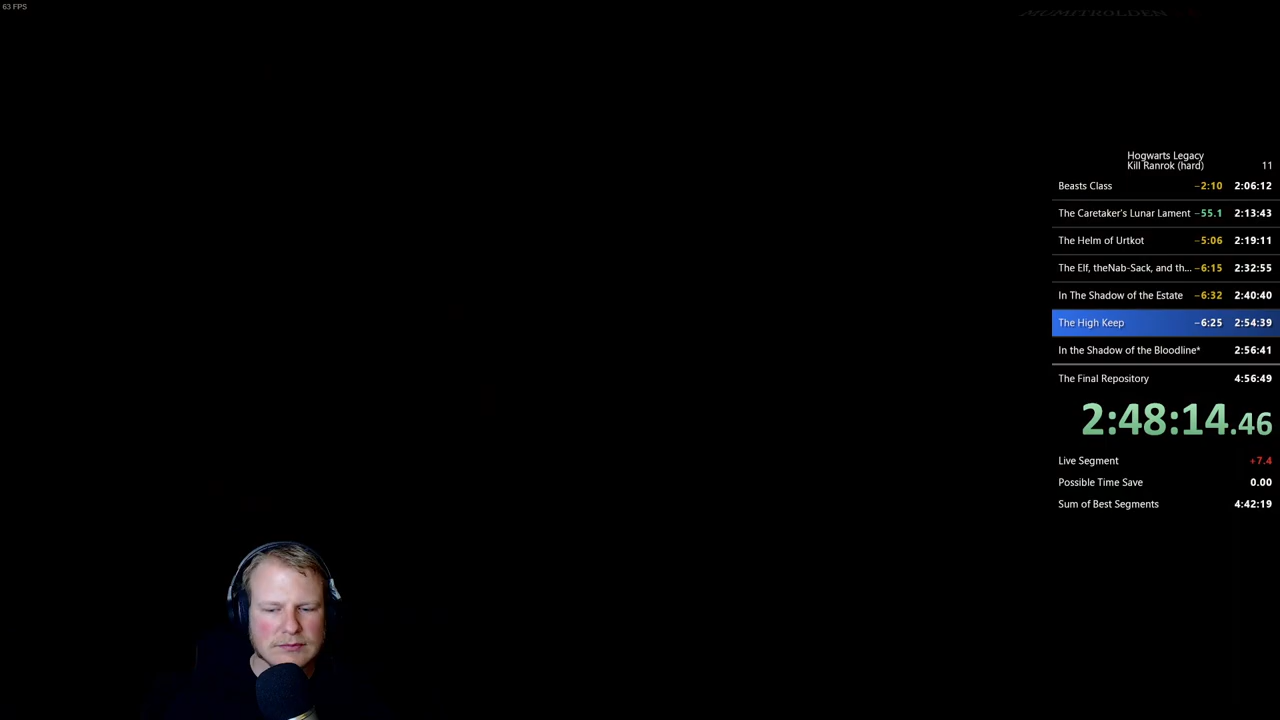 63 FPS
MUMITROLDEN
Hogwarts Legacy
Kill Ranrok (hard) 11
Beasts Class −2:10 2:06:12
The Caretaker's Lunar Lament −55.1 2:13:43
The Helm of Urtkot −5:06 2:19:11
The Elf, theNab-Sack, and th... −6:15 2:32:55
In The Shadow of the Estate −6:32 2:40:40
The High Keep −6:25 2:54:39
In the Shadow of the Bloodline* 2:56:41
The Final Repository 4:56:49
2:48:14.46
Live Segment +7.4
Possible Time Save 0.00
Sum of Best Segments 4:42:19